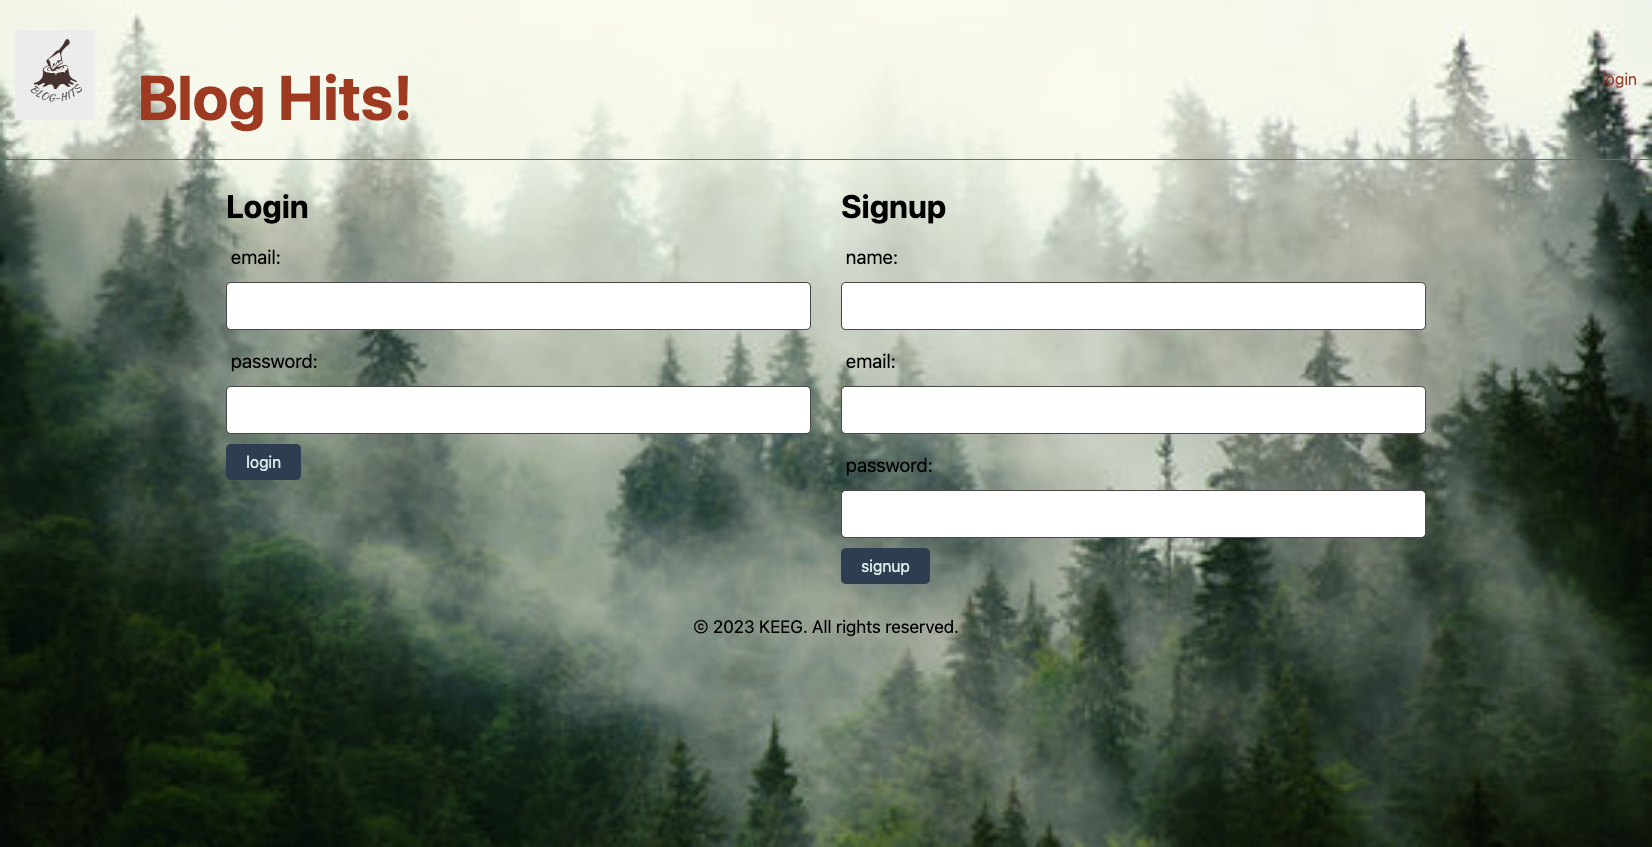 BLOG-HITS
Blog Hits!
login
Login
email:
password:
login
Signup
name:
email:
password:
signup
© 2023 KEEG. All rights reserved.